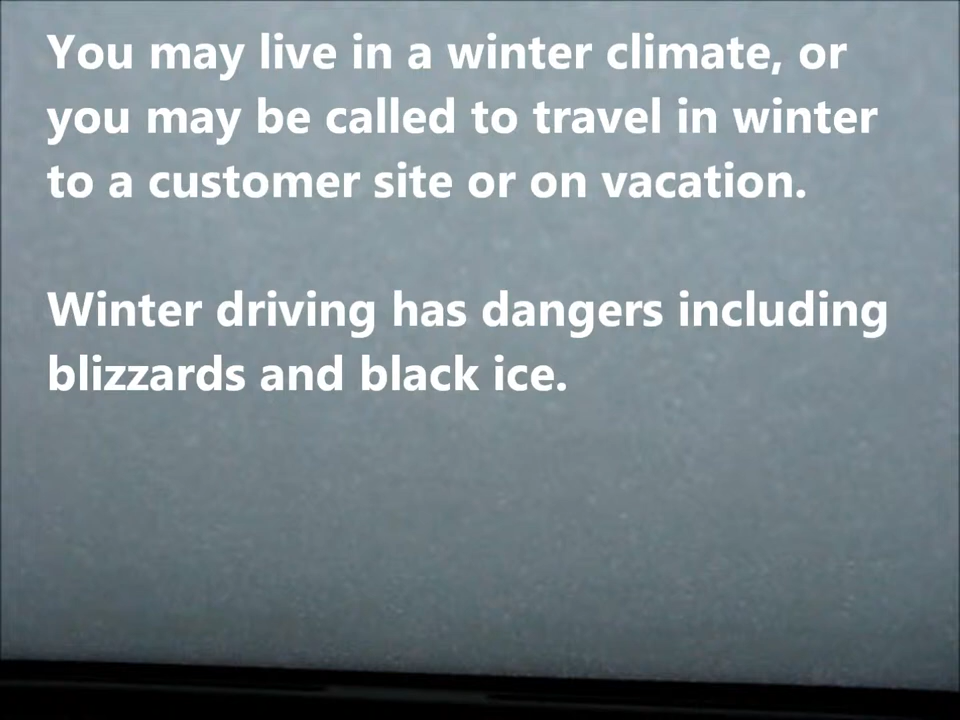 You may live in a winter climate, or
you may be called to travel in winter
to a customer site or on vacation.
Winter driving has dangers including
blizzards and black ice.